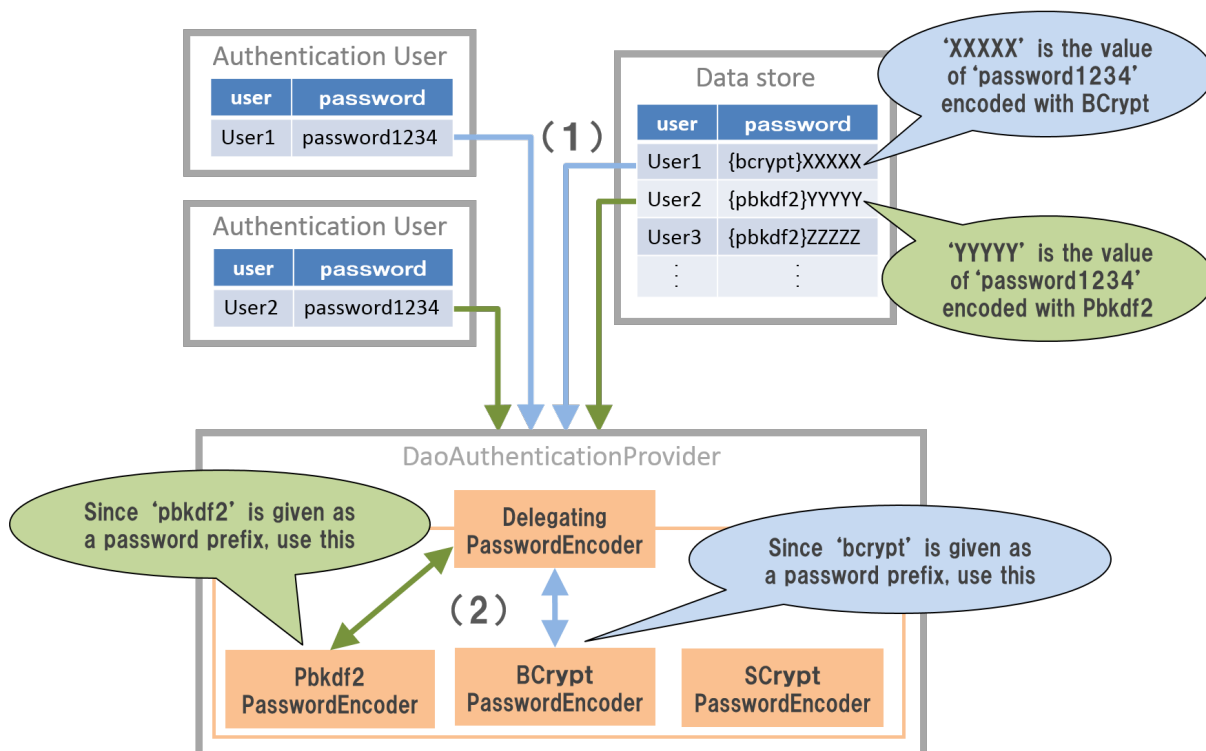 Authentication User
user password
User1 password1234
Authentication User
user password
User2 password1234
(1)
Data store
user password
User1 {bcrypt}XXXXX
User2 {pbkdf2}YYYYY
User3 {pbkdf2}ZZZZZ
⋮ ⋮
‘XXXXX’ is the value
of ‘password1234’
encoded with BCrypt
‘YYYYY’ is the value
of ‘password1234’
encoded with Pbkdf2
DaoAuthenticationProvider
Since ‘pbkdf2’ is given as
a password prefix, use this
Delegating
PasswordEncoder
Since ‘bcrypt’ is given as
a password prefix, use this
(2)
Pbkdf2
PasswordEncoder
BCrypt
PasswordEncoder
SCrypt
PasswordEncoder